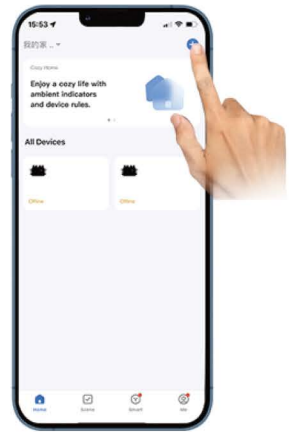 15:53
我的家 ..
Cozy Home
Enjoy a cozy life with
ambient indicators
and device rules.
All Devices
Offline
Offline
Home
Scene
Smart
Me